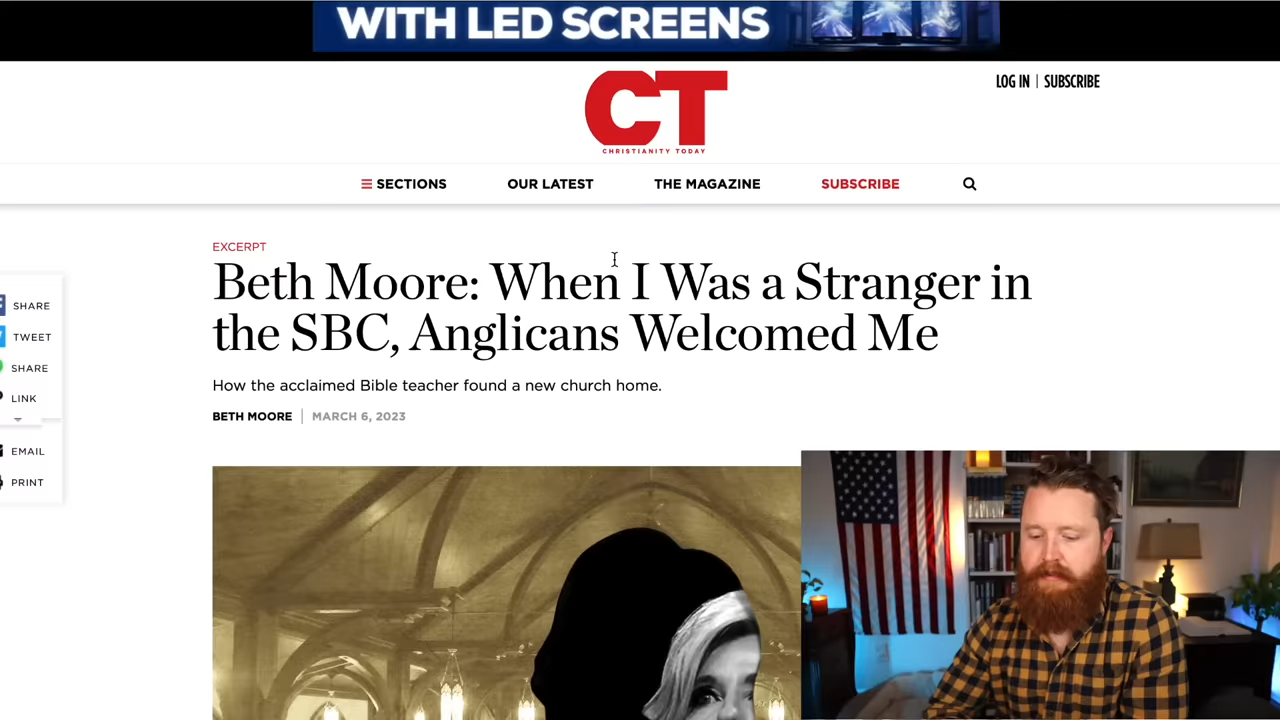 WITH LED SCREENS
CT
CHRISTIANITY TODAY
LOG IN | SUBSCRIBE
SECTIONS
OUR LATEST
THE MAGAZINE
SUBSCRIBE
EXCERPT
Beth Moore: When I Was a Stranger in
the SBC, Anglicans Welcomed Me
How the acclaimed Bible teacher found a new church home.
BETH MOORE | MARCH 6, 2023
SHARE
TWEET
SHARE
LINK
EMAIL
PRINT